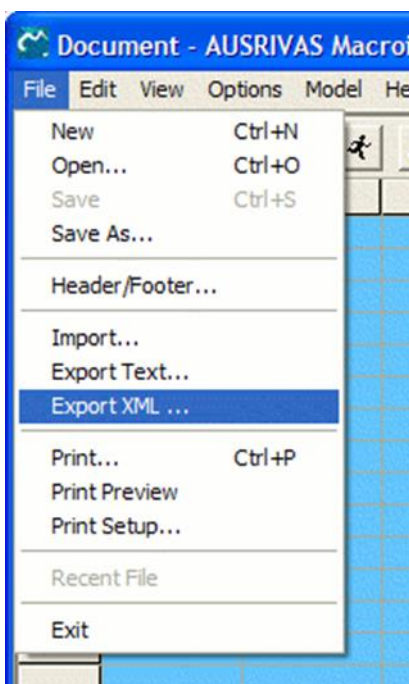 Document - AUSRIVAS Macroi
File Edit View Options Model He
New Ctrl+N
Open... Ctrl+O
Save Ctrl+S
Save As...
Header/Footer...
Import...
Export Text...
Export XML ...
Print... Ctrl+P
Print Preview
Print Setup...
Recent File
Exit